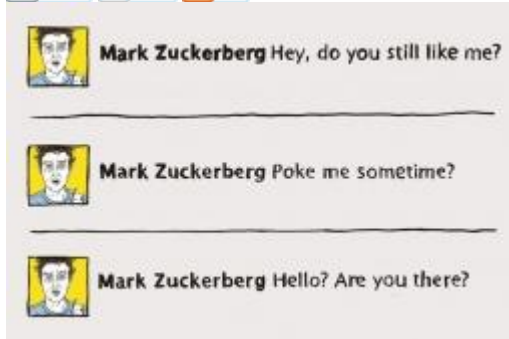 Mark Zuckerberg Hey, do you still like me?
Mark Zuckerberg Poke me sometime?
Mark Zuckerberg Hello? Are you there?